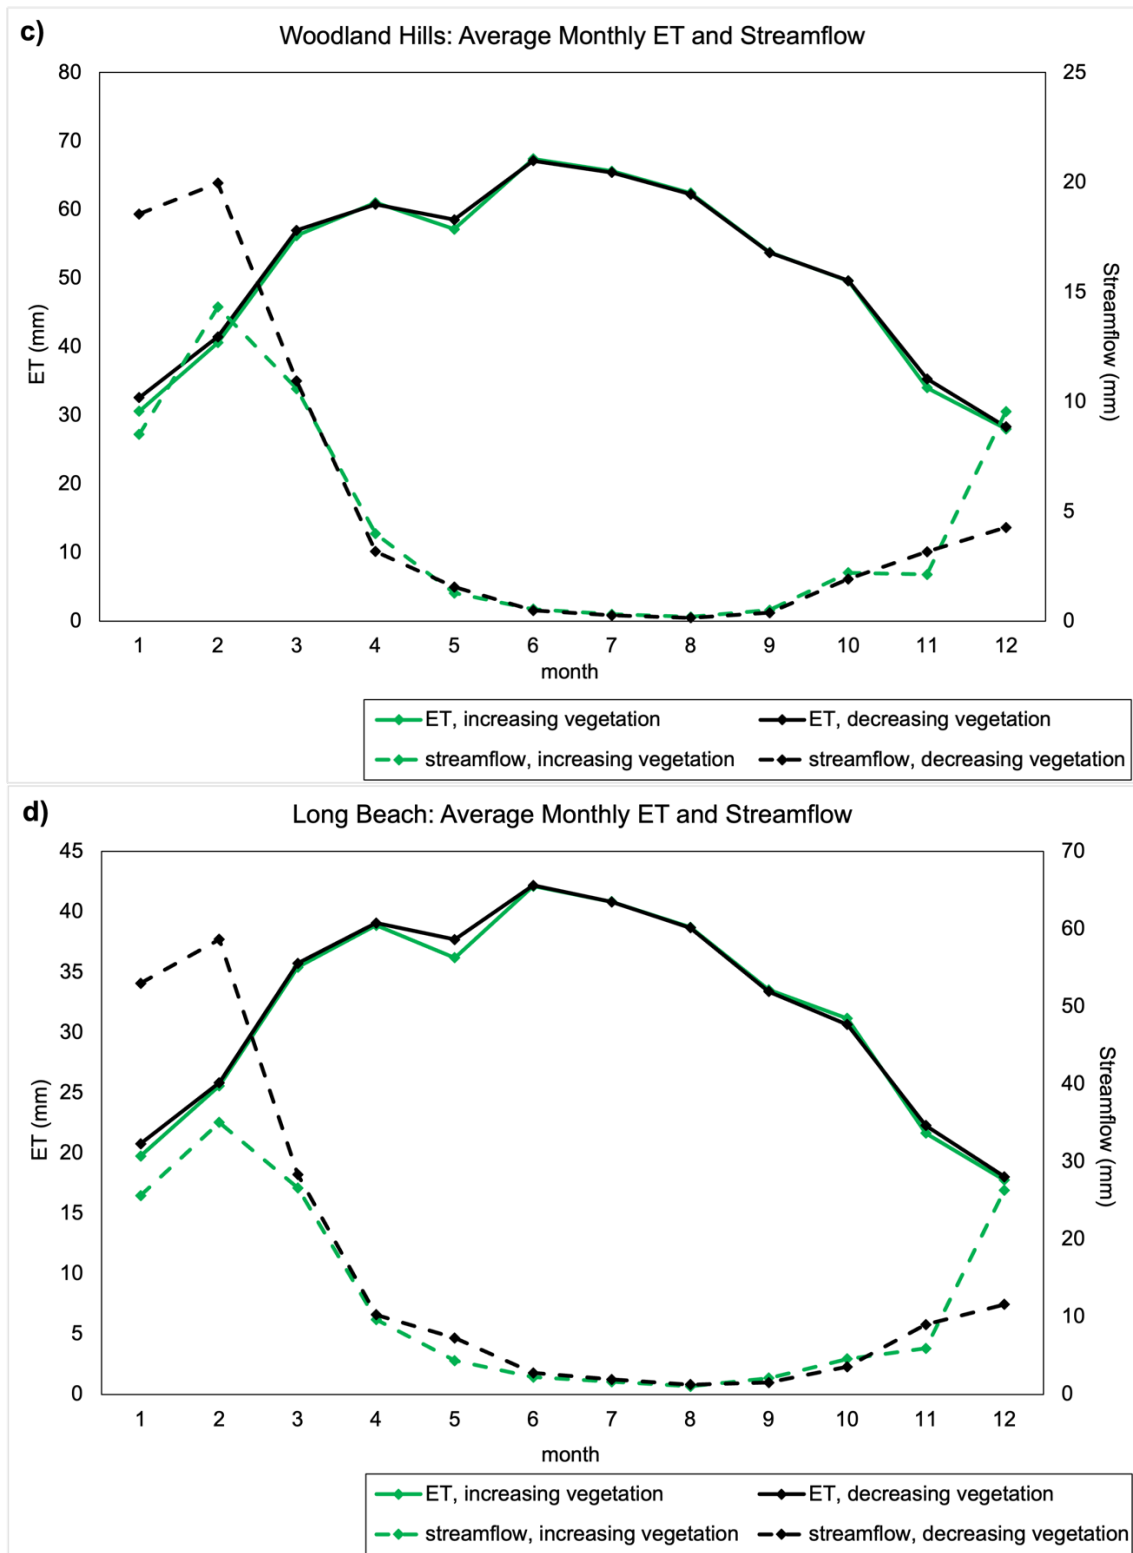 c)
Woodland Hills: Average Monthly ET and Streamflow
80
70
60
50
40
30
20
10
0
ET (mm)
25
20
15
10
5
0
Streamflow (mm)
1 2 3 4 5 6 7 8 9 10 11 12
month
ET, increasing vegetation ET, decreasing vegetation
streamflow, increasing vegetation streamflow, decreasing vegetation
d)
Long Beach: Average Monthly ET and Streamflow
45
40
35
30
25
20
15
10
5
0
ET (mm)
70
60
50
40
30
20
10
0
Streamflow (mm)
1 2 3 4 5 6 7 8 9 10 11 12
month
ET, increasing vegetation ET, decreasing vegetation
streamflow, increasing vegetation streamflow, decreasing vegetation